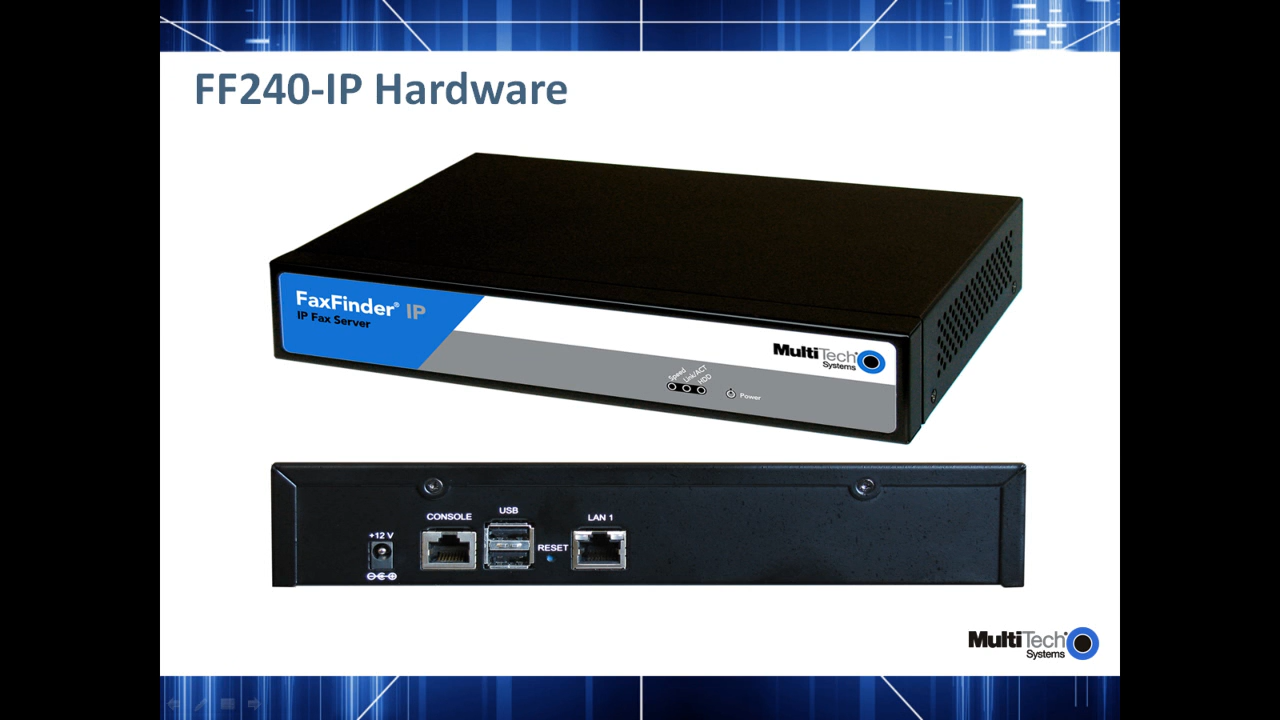 FF240-IP Hardware
FaxFinder® IP
IP Fax Server
MultiTech®
Systems
Speed
Link/ACT
HDD
Power
+12 V
CONSOLE
USB
RESET
LAN 1
MultiTech®
Systems